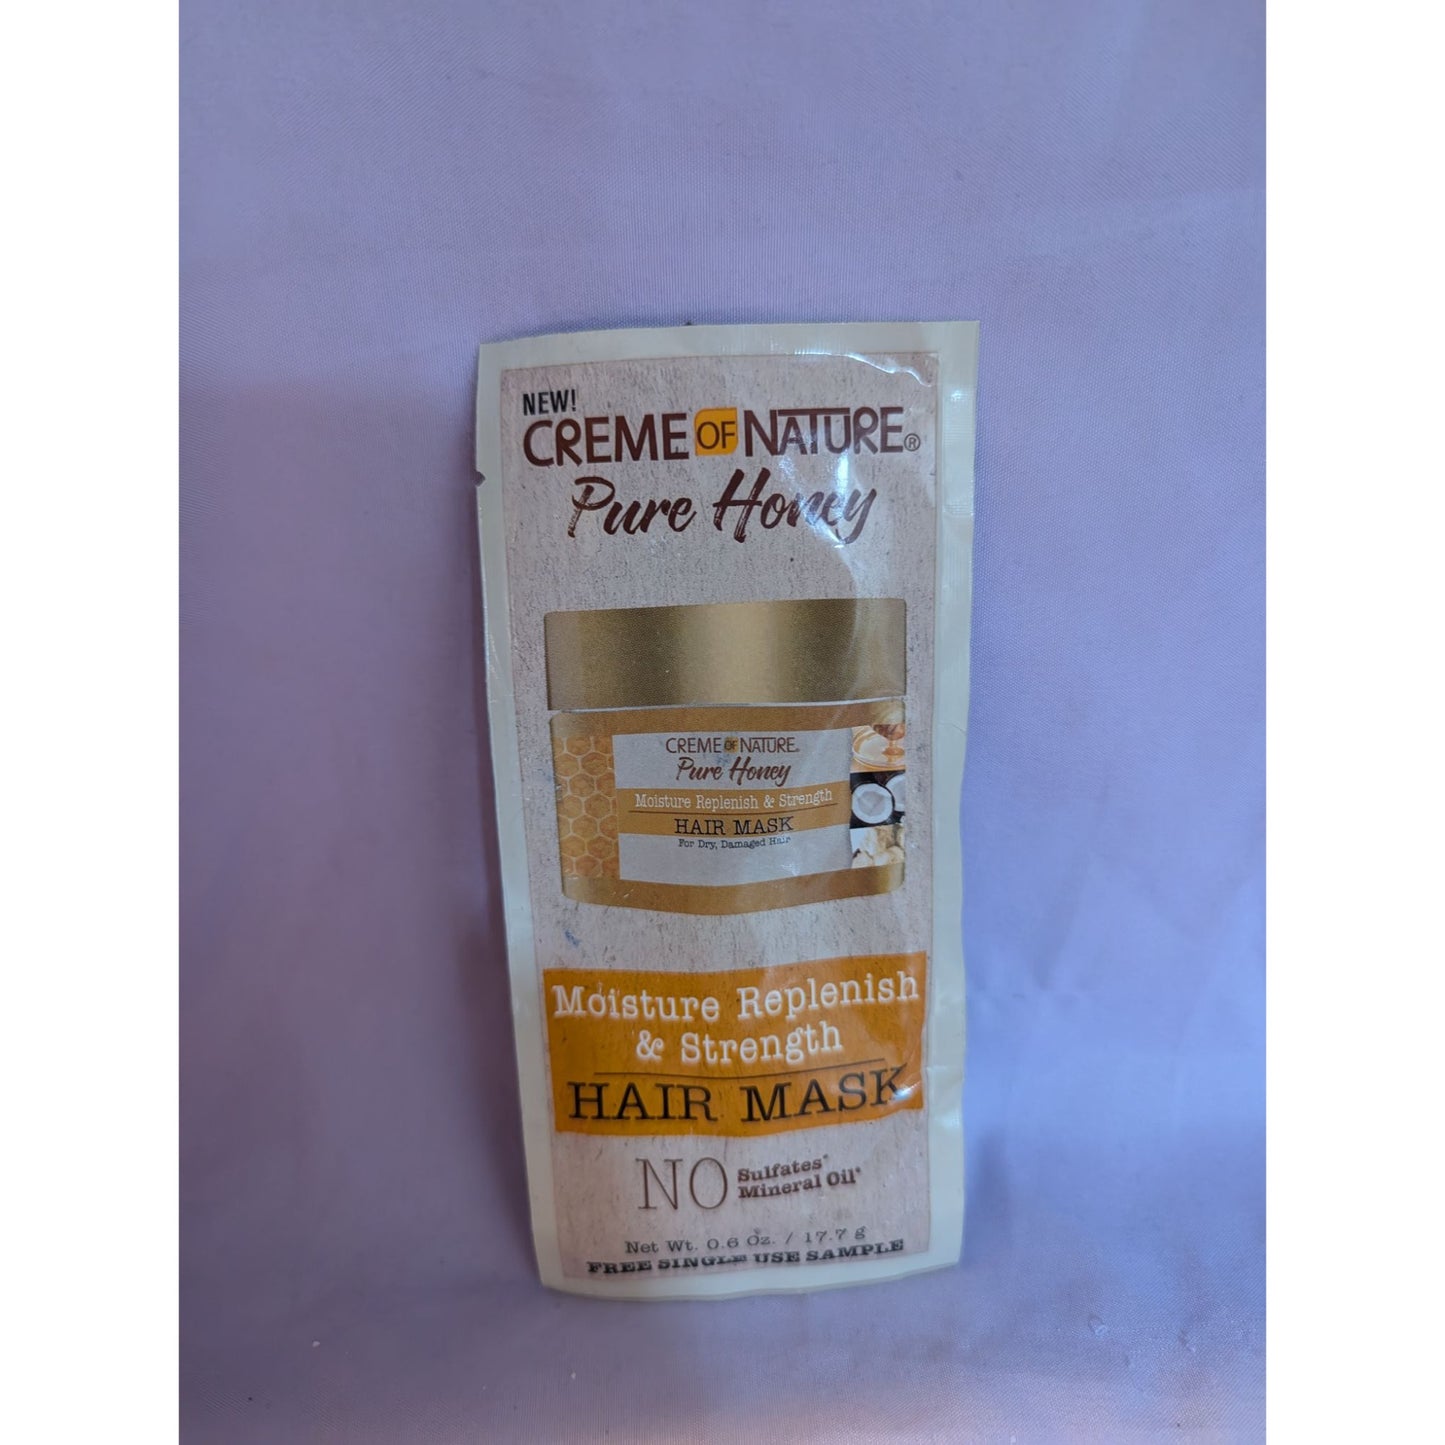 NEW!
CREME OF NATURE®
Pure Honey
CREME OF NATURE®
Pure Honey
Moisture Replenish & Strength
HAIR MASK
For Dry, Damaged Hair
Moisture Replenish
& Strength
HAIR MASK
NO Sulfates*
Mineral Oil*
Net Wt. 0.6 Oz. / 17.7 g
FREE SINGLE USE SAMPLE